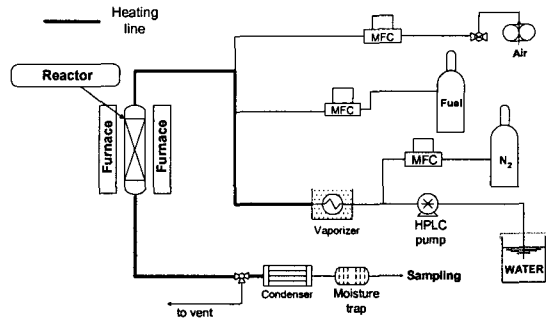 Heating
line
MFC
Air
Reactor
Fuel
MFC
Furnace
Furnace
MFC
N2
Vaporizer
HPLC
pump
WATER
Condenser
Moisture
trap
Sampling
to vent